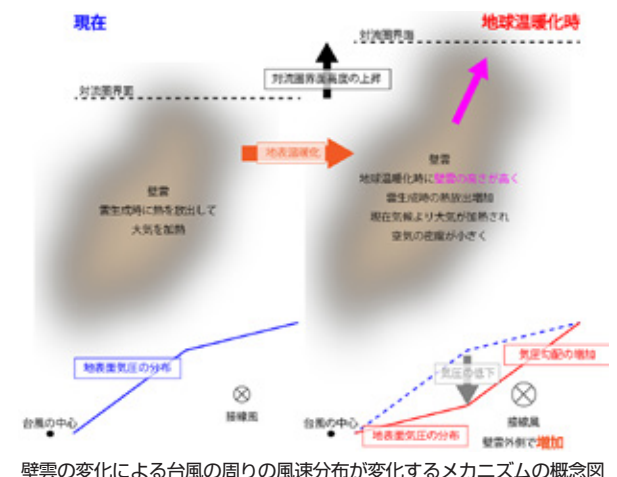 現在
地球温暖化時
対流圏界面
対流圏界面高度の上昇
対流圏界面
地表温暖化
壁雲
雲生成時に熱を放出して
大気を加熱
壁雲
地球温暖化時に壁雲の高さが高く
雲生成時の熱放出増加
現在気候より大気が加熱され
空気の密度が小さく
地表面気圧の分布
台風の中心
接線風
気圧勾配の増加
気圧の低下
台風の中心
地表面気圧の分布
接線風
壁雲外側で増加
壁雲の変化による台風の周りの風速分布が変化するメカニズムの概念図